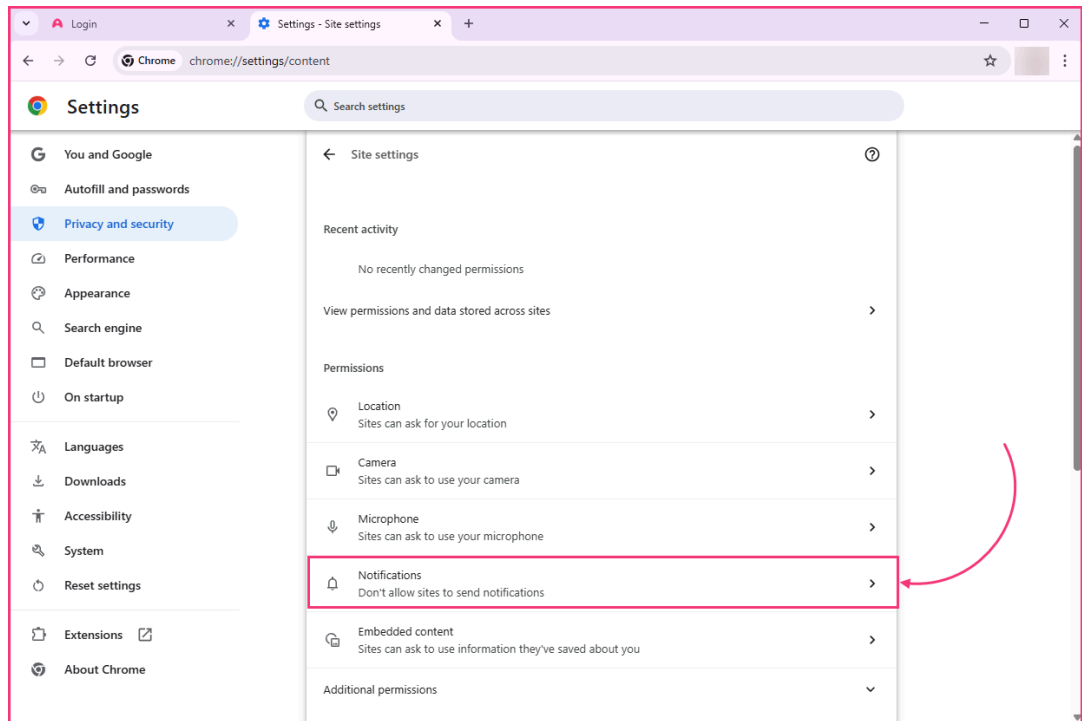 Login
Settings - Site settings
Chrome
chrome://settings/content
Settings
Search settings
You and Google
Autofill and passwords
Privacy and security
Performance
Appearance
Search engine
Default browser
On startup
Languages
Downloads
Accessibility
System
Reset settings
Extensions
About Chrome
Site settings
Recent activity
No recently changed permissions
View permissions and data stored across sites
Permissions
Location
Sites can ask for your location
Camera
Sites can ask to use your camera
Microphone
Sites can ask to use your microphone
Notifications
Don't allow sites to send notifications
Embedded content
Sites can ask to use information they've saved about you
Additional permissions